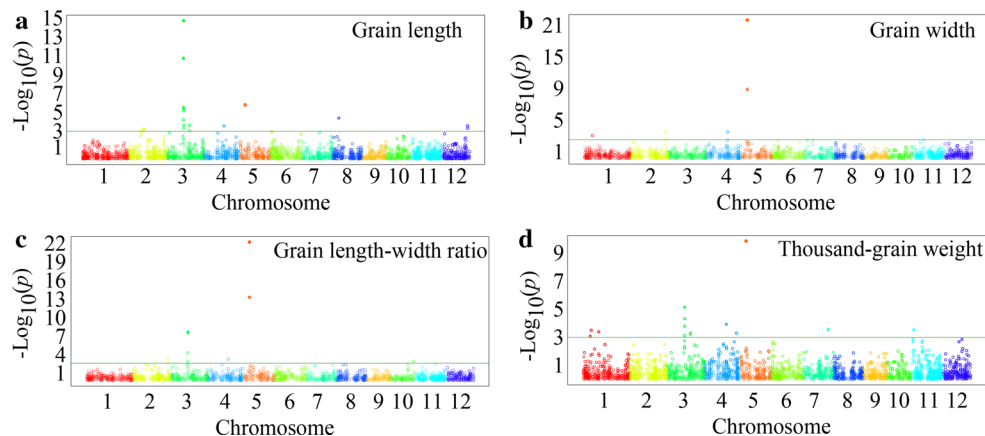 a
Grain length
-Log10(p)
15
13
11
9
7
5
3
1
1 2 3 4 5 6 7 8 9 10 11 12
Chromosome
b
Grain width
-Log10(p)
21
15
9
5
1
1 2 3 4 5 6 7 8 9 10 11 12
Chromosome
c
Grain length-width ratio
-Log10(p)
22
19
16
13
10
7
4
1
1 2 3 4 5 6 7 8 9 10 11 12
Chromosome
d
Thousand-grain weight
-Log10(p)
9
7
5
3
1
1 2 3 4 5 6 7 8 9 10 11 12
Chromosome